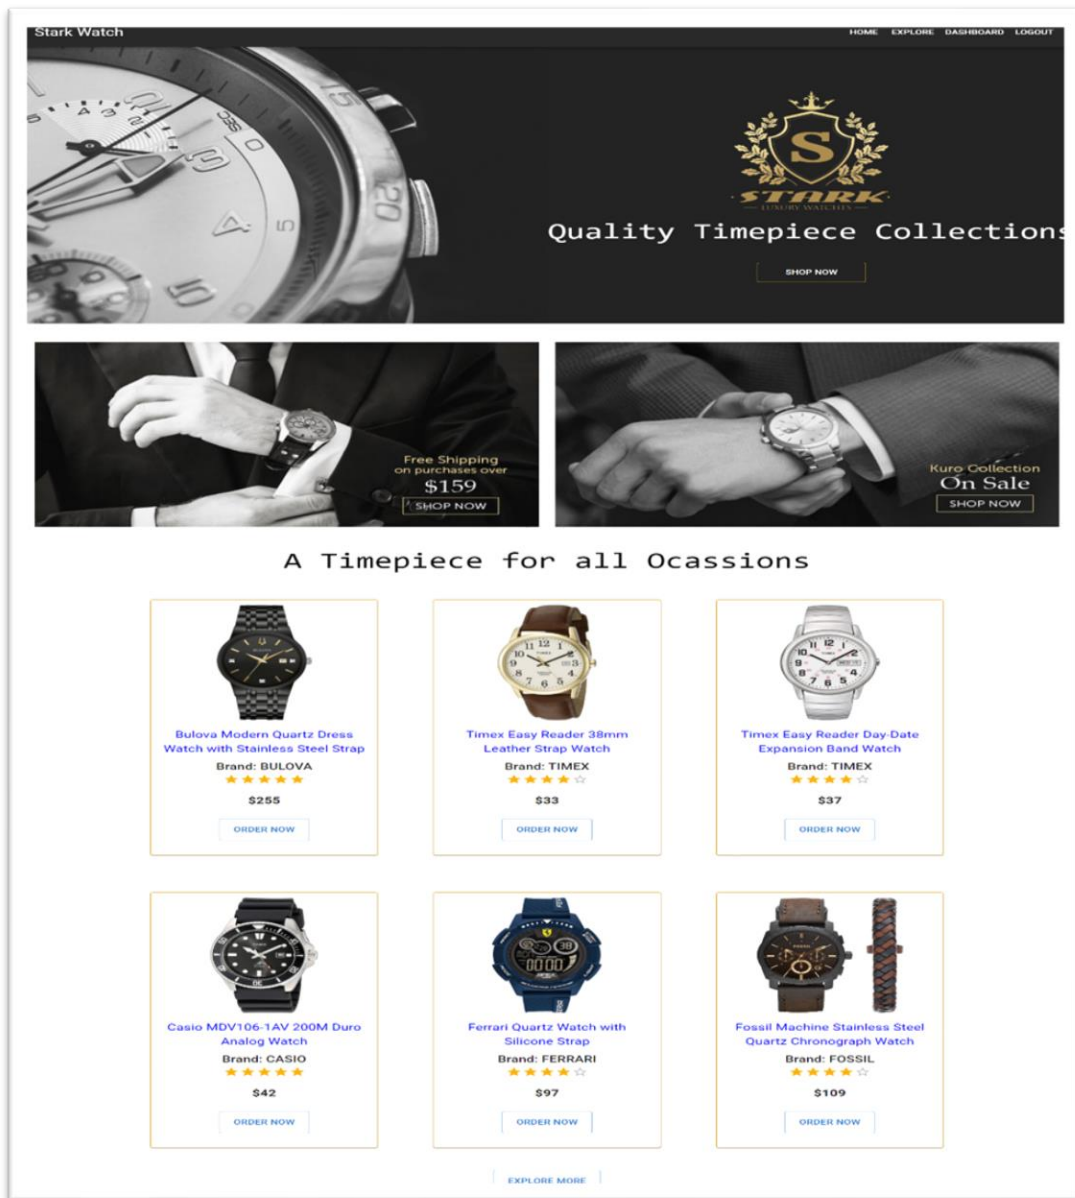 Stark Watch
HOME EXPLORE DASHBOARD LOGOUT
S
STARK
LUXURY WATCHES
Quality Timepiece Collections
SHOP NOW
Free Shipping
on purchases over
$159
SHOP NOW
Kuro Collection
On Sale
SHOP NOW
A Timepiece for all Ocassions
Bulova Modern Quartz Dress
Watch with Stainless Steel Strap
Brand: BULOVA
$255
ORDER NOW
Timex Easy Reader 38mm
Leather Strap Watch
Brand: TIMEX
$33
ORDER NOW
Timex Easy Reader Day-Date
Expansion Band Watch
Brand: TIMEX
$37
ORDER NOW
Casio MDV106-1AV 200M Duro
Analog Watch
Brand: CASIO
$42
ORDER NOW
Ferrari Quartz Watch with
Silicone Strap
Brand: FERRARI
$97
ORDER NOW
Fossil Machine Stainless Steel
Quartz Chronograph Watch
Brand: FOSSIL
$109
ORDER NOW
EXPLORE MORE